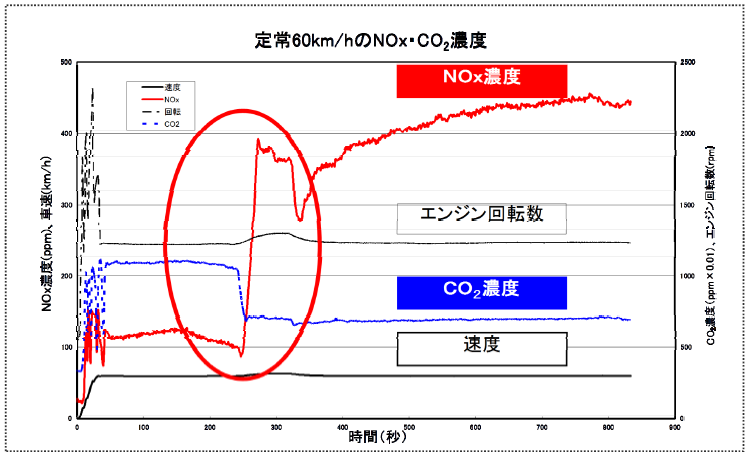 定常60km/hのNOx・CO₂濃度
速度
NOx
回転
CO2
NOx濃度
エンジン回転数
CO₂濃度
速度
NOx濃度(ppm)、車速(km/h)
500
400
300
200
100
0
CO₂濃度(ppm×0.01)、エンジン回転数(rpm)
2500
2000
1500
1000
500
0
0
100
200
300
400
500
600
700
800
900
時間(秒)